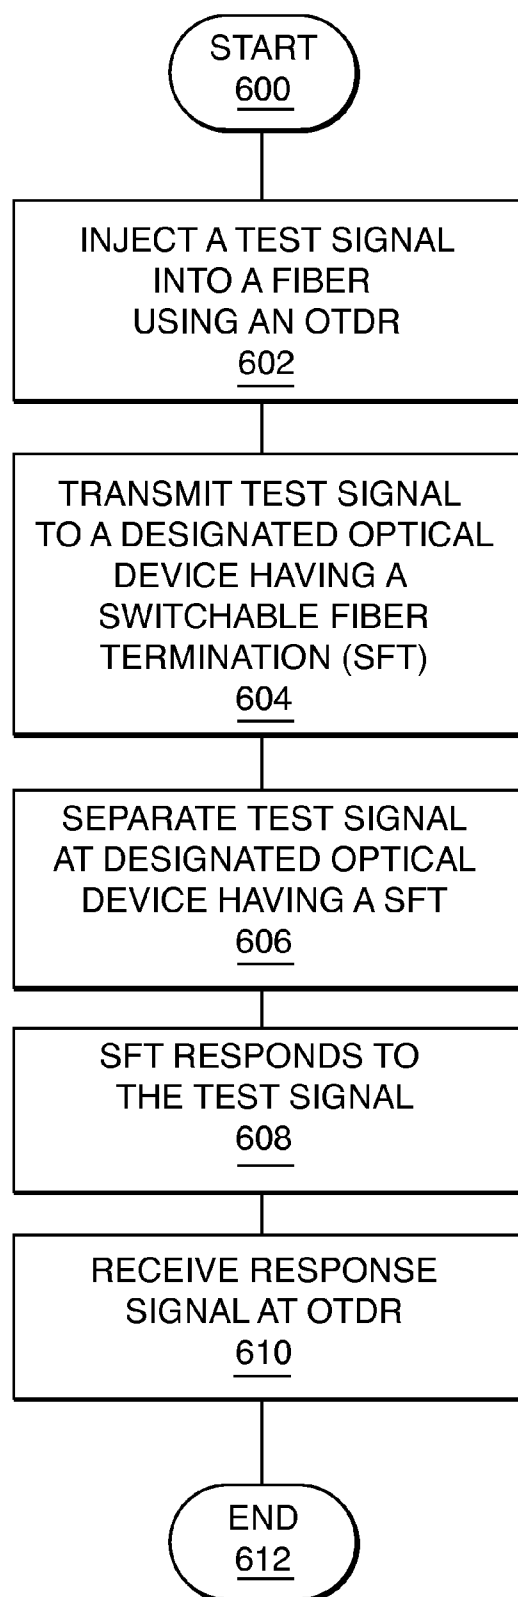 START
600
INJECT A TEST SIGNAL
INTO A FIBER
USING AN OTDR
602
TRANSMIT TEST SIGNAL
TO A DESIGNATED OPTICAL
DEVICE HAVING A
SWITCHABLE FIBER
TERMINATION (SFT)
604
SEPARATE TEST SIGNAL
AT DESIGNATED OPTICAL
DEVICE HAVING A SFT
606
SFT RESPONDS TO
THE TEST SIGNAL
608
RECEIVE RESPONSE
SIGNAL AT OTDR
610
END
612